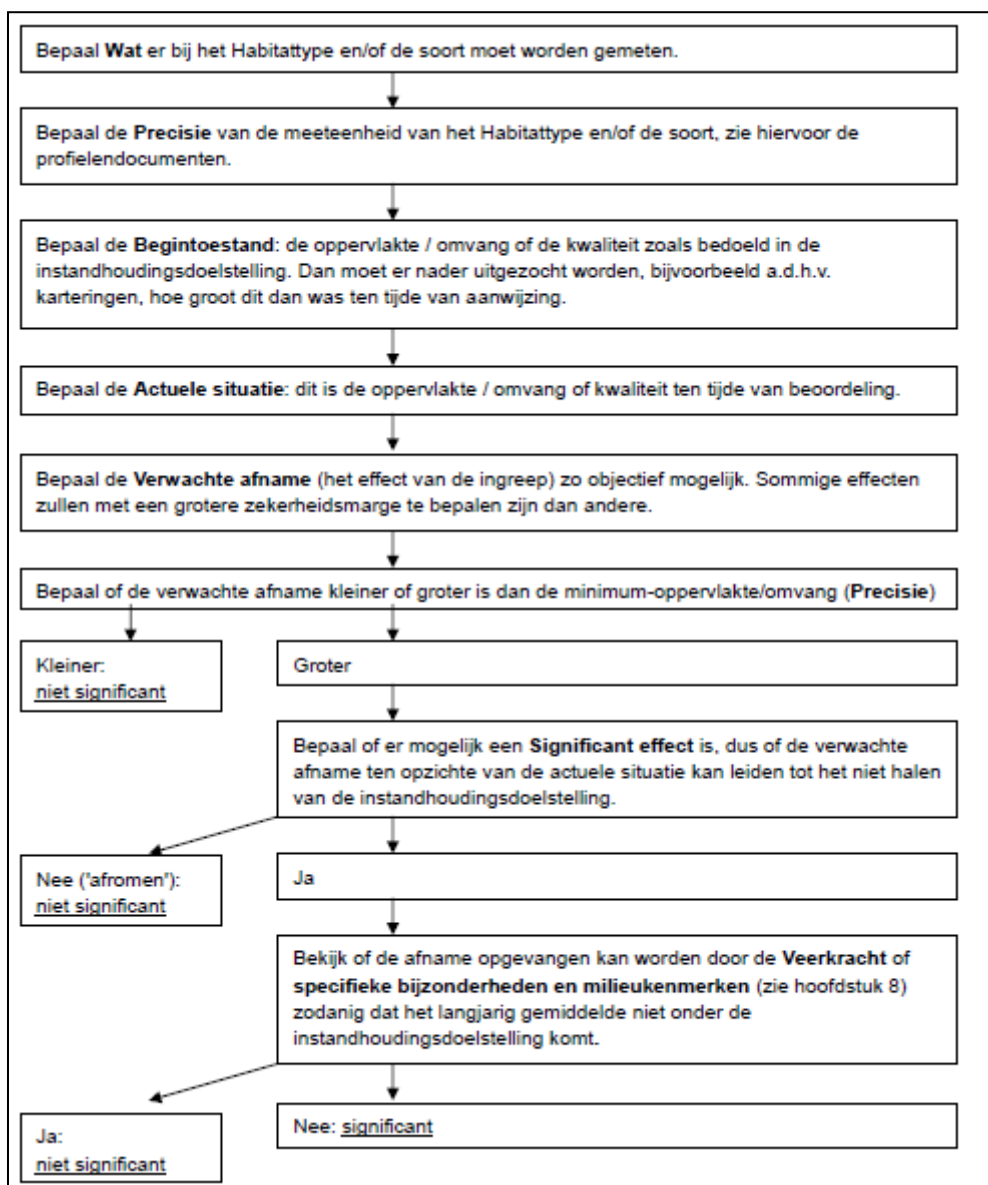 Bepaal Wat er bij het Habitattype en/of de soort moet worden gemeten.
Bepaal de Precisie van de meeteenheid van het Habitattype en/of de soort, zie hiervoor de
profielendocumenten.
Bepaal de Begintoestand: de oppervlakte / omvang of de kwaliteit zoals bedoeld in de
instandhoudingsdoelstelling. Dan moet er nader uitgezocht worden, bijvoorbeeld a.d.h.v.
karteringen, hoe groot dit dan was ten tijde van aanwijzing.
Bepaal de Actuele situatie: dit is de oppervlakte / omvang of kwaliteit ten tijde van beoordeling.
Bepaal de Verwachte afname (het effect van de ingreep) zo objectief mogelijk. Sommige effecten
zullen met een grotere zekerheidsmarge te bepalen zijn dan andere.
Bepaal of de verwachte afname kleiner of groter is dan de minimum-oppervlakte/omvang (Precisie)
Kleiner:
niet significant
Groter
Bepaal of er mogelijk een Significant effect is, dus of de verwachte
afname ten opzichte van de actuele situatie kan leiden tot het niet halen
van de instandhoudingsdoelstelling.
Nee ('afromen'):
niet significant
Ja
Bekijk of de afname opgevangen kan worden door de Veerkracht of
specifieke bijzonderheden en milieukenmerken (zie hoofdstuk 8)
zodanig dat het langjarig gemiddelde niet onder de
instandhoudingsdoelstelling komt.
Ja:
niet significant
Nee: significant